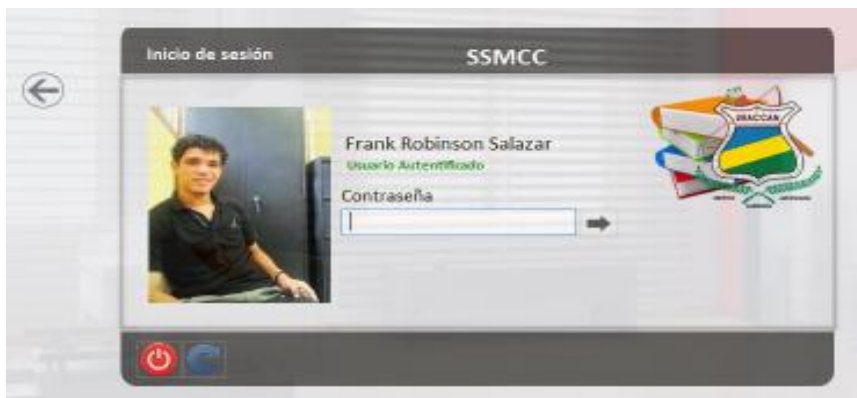 Inicio de sesión
SSMCC
Frank Robinson Salazar
Usuario Autentificado
Contraseña
URACCAN